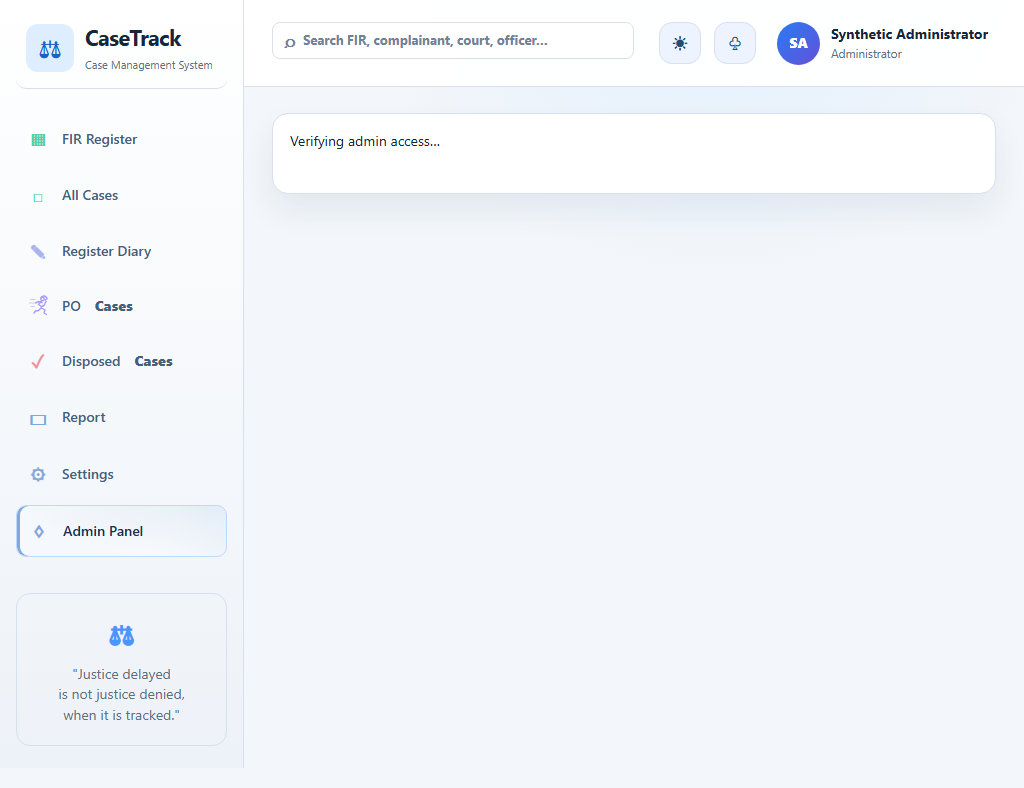 CaseTrack
Case Management System
Search FIR, complainant, court, officer...
SA
Synthetic Administrator
Administrator
FIR Register
All Cases
Register Diary
PO Cases
Disposed Cases
Report
Settings
Admin Panel
"Justice delayed
is not justice denied,
when it is tracked."
Verifying admin access...